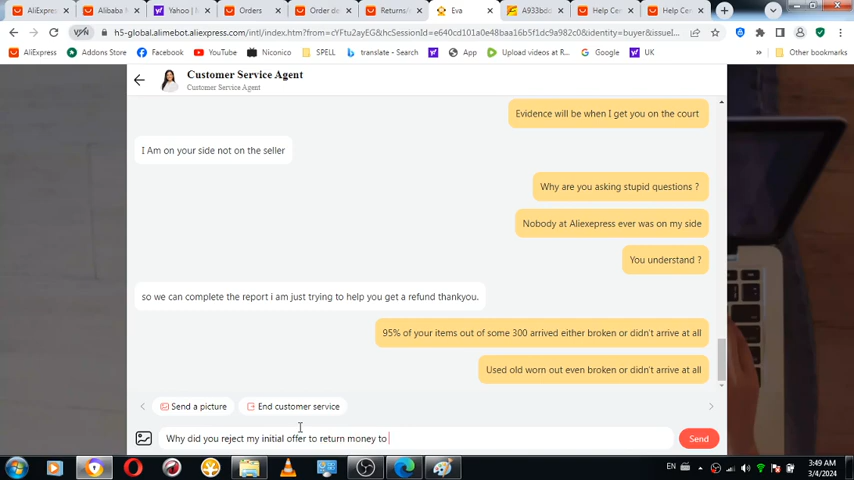 AliExpres
Alibaba
Yahoo |
Orders
Order de
Returns/
Eva
A933bd
Help Ce
Help Cen
VPN
h5-global.alimebot.aliexpress.com/intl/index.htm?from=cYFtu2ayEG&hcSessionId=e640cd101a0e48baa16b5f1dc9a982c0&identity=buyer&issueI...
AliExpress Addons Store Facebook YouTube Niconico SPELL translate - Search Upload videos at R... App Google UK » Other bookmarks
Customer Service Agent
Customer Service Agent
Evidence will be when I get you on the court
I Am on your side not on the seller
Why are you asking stupid questions ?
Nobody at Aliexepress ever was on my side
You understand ?
so we can complete the report i am just trying to help you get a refund thankyou.
95% of your items out of some 300 arrived either broken or didn't arrive at all
Used old worn out even broken or didn't arrive at all
Send a picture End customer service
Why did you reject my initial offer to return money to
Send
EN
3:49 AM
3/4/2024